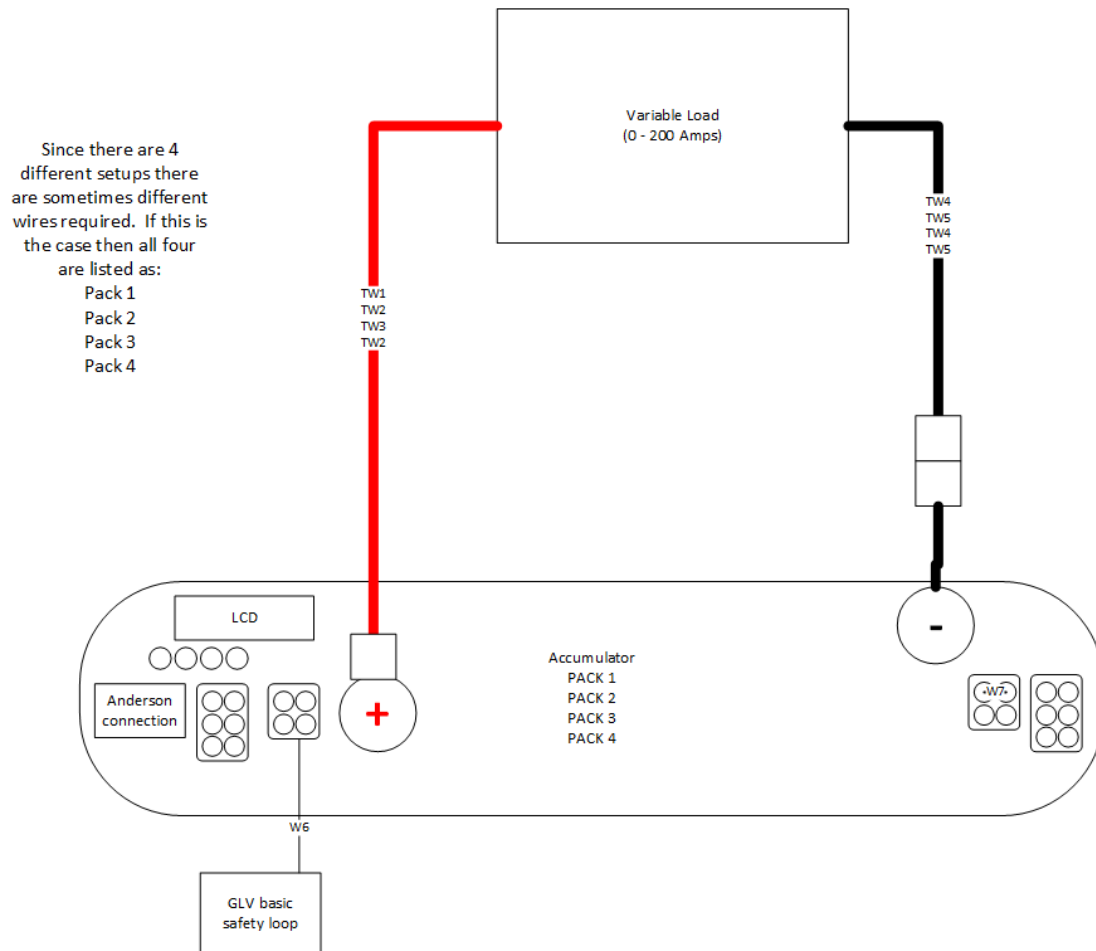 Variable Load
(0 - 200 Amps)
Since there are 4
different setups there
are sometimes different
wires required.  If this is
the case then all four
are listed as:
Pack 1
Pack 2
Pack 3
Pack 4
TW4
TW5
TW4
TW5
TW1
TW2
TW3
TW2
LCD
-
Accumulator
PACK 1
PACK 2
PACK 3
PACK 4
Anderson
connection
+
•W7•
W6
GLV basic
safety loop